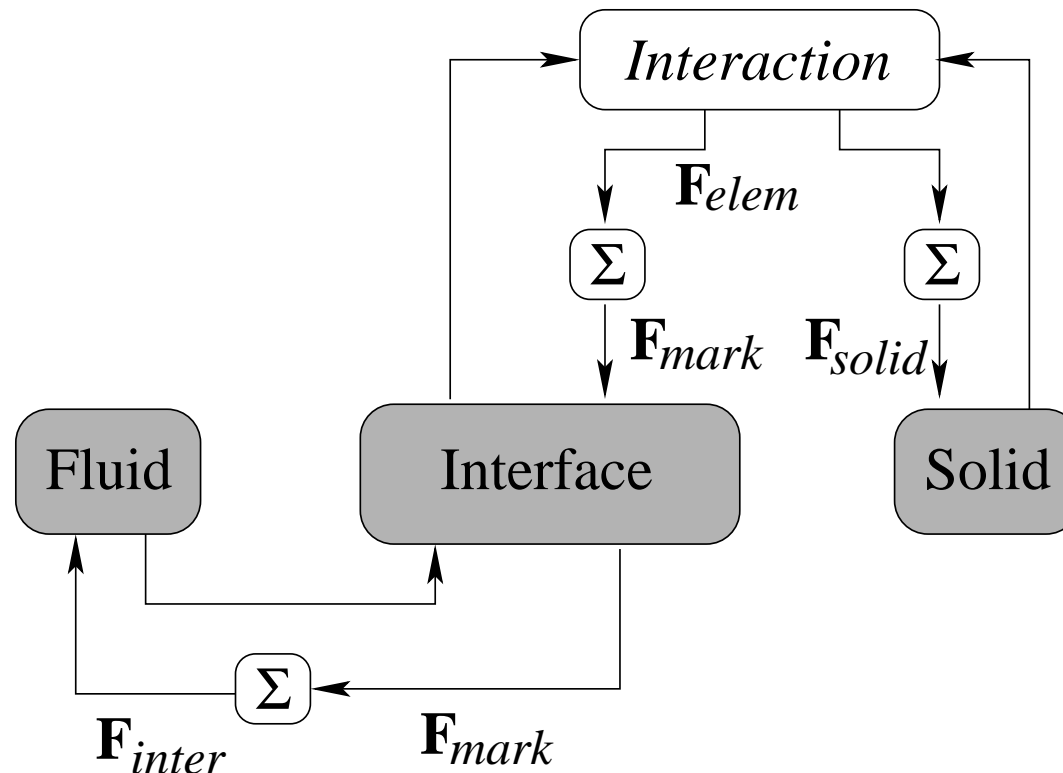 Interaction
F_elem
Σ Σ
F_mark F_solid
Fluid Interface Solid
Σ
F_inter F_mark